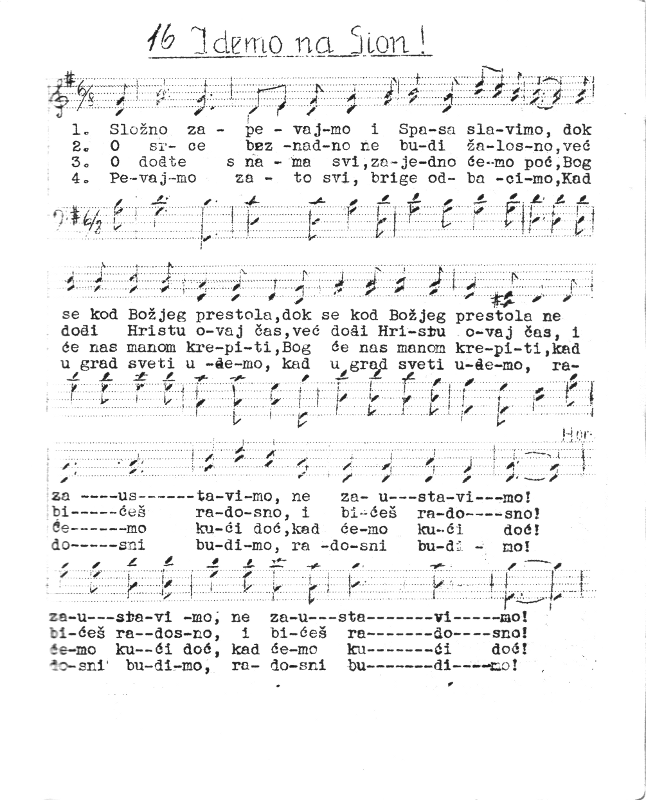 16 Idemo na Sion!
1. Složno za - pe - vaj-mo i Spa-sa sla-vimo, dok
2. O sr-ce bez-nad-no ne bu-di ža-los-no,već
3. O dođte s na-ma svi,za-je-dno će-mo poć,Bog
4. Pe-vaj-mo za - to svi, brige od- ba -ci-mo,Kad
se kod Božjeg prestola,dok se kod Božjeg prestola ne
dođi Hristu o-vaj čas,već dođi Hri-stu o-vaj čas, i
će nas manom kre-pi-ti,Bog će nas manom kre-pi-ti,kad
u grad sveti u -đe-mo, kad u grad sveti u-đe-mo, ra-
Hor
za ----us------ta-vi-mo, ne za- u---sta-vi---mo!
bi-----ćeš ra-do-sno, i bi-ćeš ra-do----sno!
će-----mo ku-ći doć,kad će-mo ku--ći doć!
do-----sni bu-di-mo, ra -do-sni bu-di - mo!
za-u---sta-vi -mo, ne za-u---sta-------vi-----mo!
bi-ćeš ra--dos-no, i bi-ćeš ra-------do----sno!
će-mo ku--ći doć, kad će-mo ku-------ći doć!
do-sni bu-di-mo, ra- do-sni bu-------di----mo!